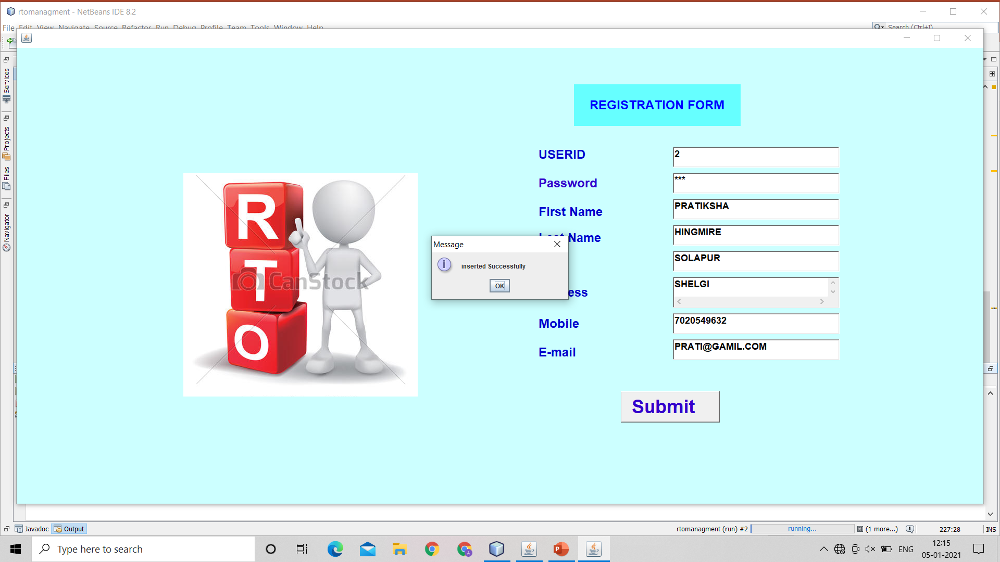 rtomanagment - NetBeans IDE 8.2
File Edit View Navigate Source Refactor Run Debug Profile Team Tools Window Help
Search (Ctrl+I)
Services
Projects
Files
Navigator
REGISTRATION FORM
USERID
2
Password
***
First Name
PRATIKSHA
Name
HINGMIRE
SOLAPUR
ess
SHELGI
Mobile
7020549632
E-mail
PRATI@GAMIL.COM
Submit
R
T
O
CanStock
Message
inserted Successfully
OK
Javadoc
Output
rtomanagment (run) #2
running...
(1 more...)
1
227:28
INS
Type here to search
ENG
12:15
05-01-2021